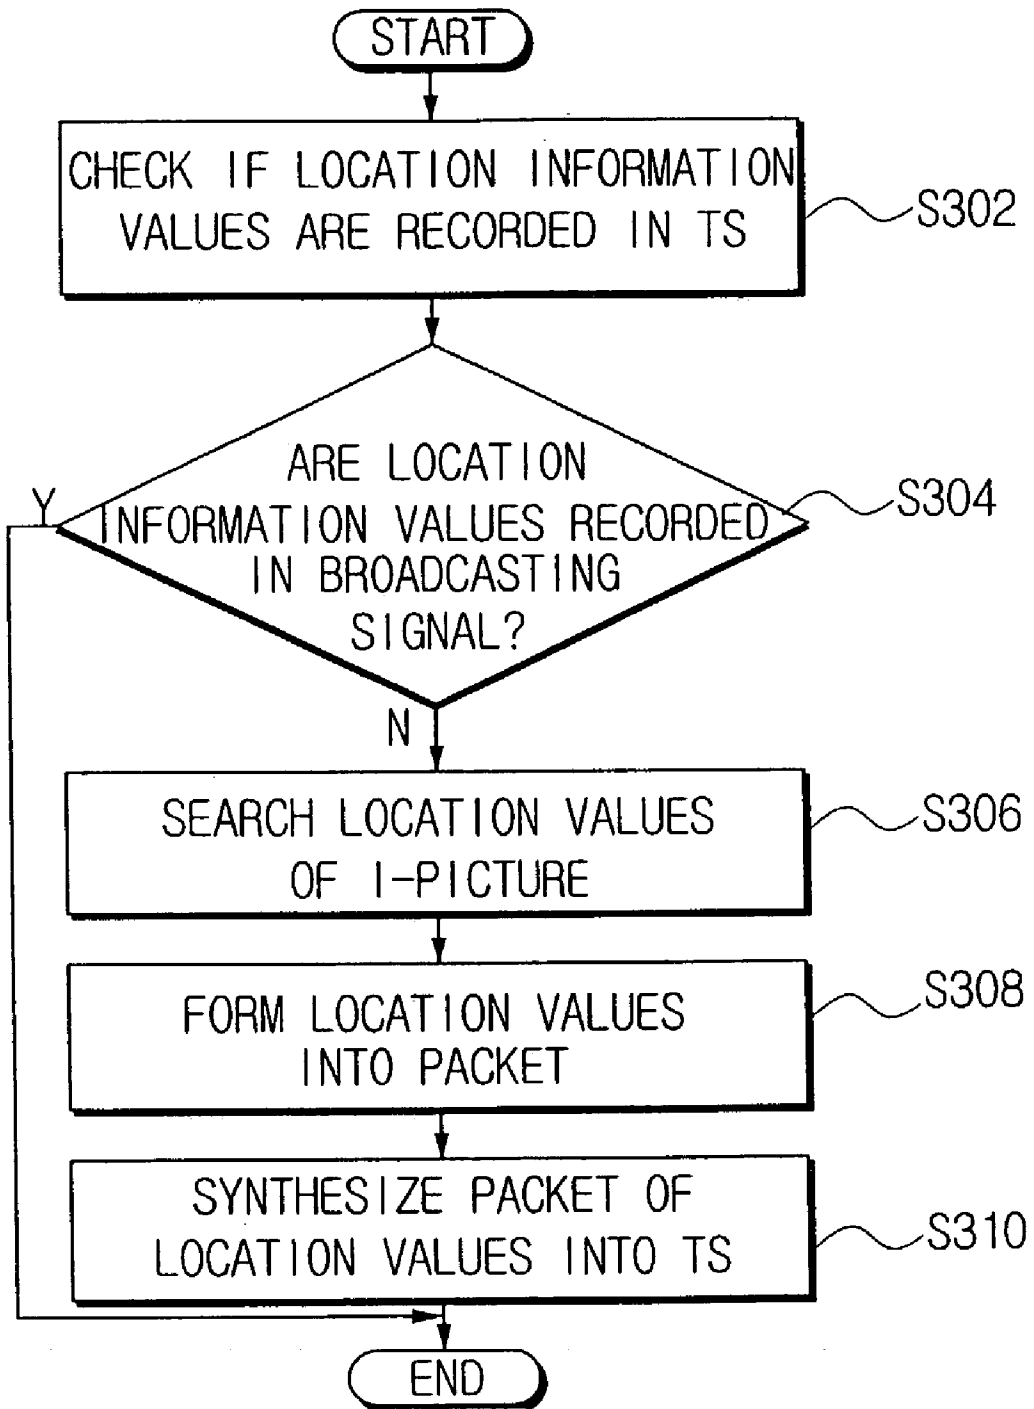 START
CHECK IF LOCATION INFORMATION
VALUES ARE RECORDED IN TS
S302
ARE LOCATION
INFORMATION VALUES RECORDED
IN BROADCASTING
SIGNAL?
S304
Y
N
SEARCH LOCATION VALUES
OF I-PICTURE
S306
FORM LOCATION VALUES
INTO PACKET
S308
SYNTHESIZE PACKET OF
LOCATION VALUES INTO TS
S310
END